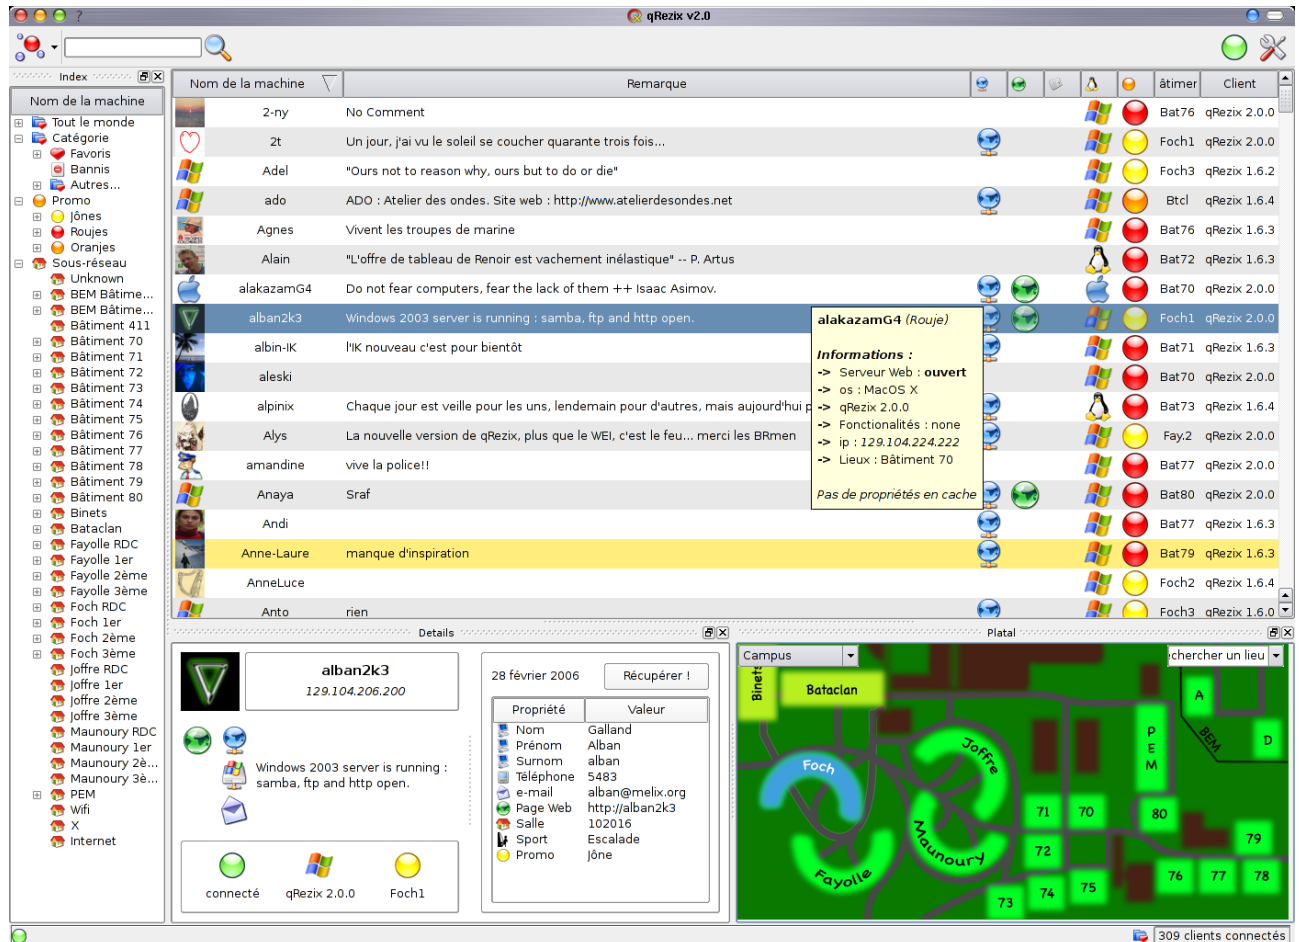 ? qRezix v2.0
Index
Nom de la machine
Tout le monde
Catégorie
Favoris
Bannis
Autres...
Promo
Jônes
Roujes
Oranjes
Sous-réseau
Unknown
BEM Bâtime...
BEM Bâtime...
Bâtiment 411
Bâtiment 70
Bâtiment 71
Bâtiment 72
Bâtiment 73
Bâtiment 74
Bâtiment 75
Bâtiment 76
Bâtiment 77
Bâtiment 78
Bâtiment 79
Bâtiment 80
Binets
Bataclan
Fayolle RDC
Fayolle 1er
Fayolle 2ème
Fayolle 3ème
Foch RDC
Foch 1er
Foch 2ème
Foch 3ème
Joffre RDC
Joffre 1er
Joffre 2ème
Joffre 3ème
Maunoury RDC
Maunoury 1er
Maunoury 2è...
Maunoury 3è...
PEM
Wifi
X
Internet
Nom de la machine Remarque âtimer Client
2-ny No Comment Bat76 qRezix 2.0.0
2t Un jour, j'ai vu le soleil se coucher quarante trois fois... Foch1 qRezix 2.0.0
Adel "Ours not to reason why, ours but to do or die" Foch3 qRezix 1.6.2
ado ADO : Atelier des ondes. Site web : http://www.atelierdesondes.net Btcl qRezix 1.6.4
Agnes Vivent les troupes de marine Bat76 qRezix 1.6.3
Alain "L'offre de tableau de Renoir est vachement inélastique" -- P. Artus Bat72 qRezix 1.6.3
alakazamG4 Do not fear computers, fear the lack of them ++ Isaac Asimov. Bat70 qRezix 2.0.0
alban2k3 Windows 2003 server is running : samba, ftp and http open. Foch1 qRezix 2.0.0
albin-IK l'IK nouveau c'est pour bientôt Bat71 qRezix 1.6.3
aleski Bat70 qRezix 2.0.0
alpinix Chaque jour est veille pour les uns, lendemain pour d'autres, mais aujourd'hui p Bat73 qRezix 1.6.4
Alys La nouvelle version de qRezix, plus que le WEI, c'est le feu... merci les BRmen Fay.2 qRezix 2.0.0
amandine vive la police!! Bat77 qRezix 2.0.0
Anaya Sraf Bat80 qRezix 2.0.0
Andi Bat77 qRezix 1.6.3
Anne-Laure manque d'inspiration Bat79 qRezix 1.6.3
AnneLuce Foch2 qRezix 1.6.4
Anto rien Foch3 qRezix 1.6.0
alakazamG4 (Rouje)
Informations :
-> Serveur Web : ouvert
-> os : MacOS X
-> qRezix 2.0.0
-> Fonctionalités : none
-> ip : 129.104.224.222
-> Lieux : Bâtiment 70
Pas de propriétés en cache
Details
alban2k3
129.104.206.200
Windows 2003 server is running :
samba, ftp and http open.
connecté qRezix 2.0.0 Foch1
28 février 2006 Récupérer !
Propriété Valeur
Nom Galland
Prénom Alban
Surnom alban
Téléphone 5483
e-mail alban@melix.org
Page Web http://alban2k3
Salle 102016
Sport Escalade
Promo Jône
Platal
Campus chercher un lieu
Binets
Bataclan
Foch
Joffre
Maunoury
Fayolle
PEM
A
BEM
D
71 70 80
72 79
73 74 75 76 77 78
309 clients connectés